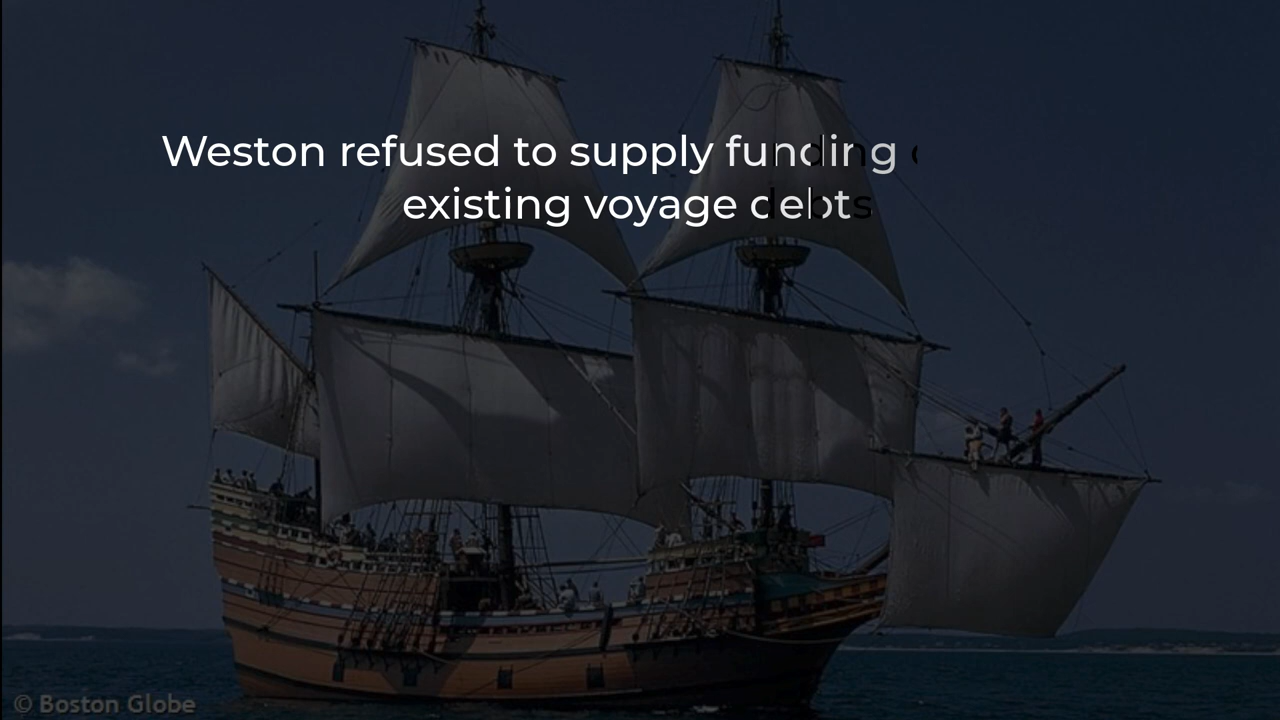 Weston refused to supply funding
existing voyage debts
© Boston Globe